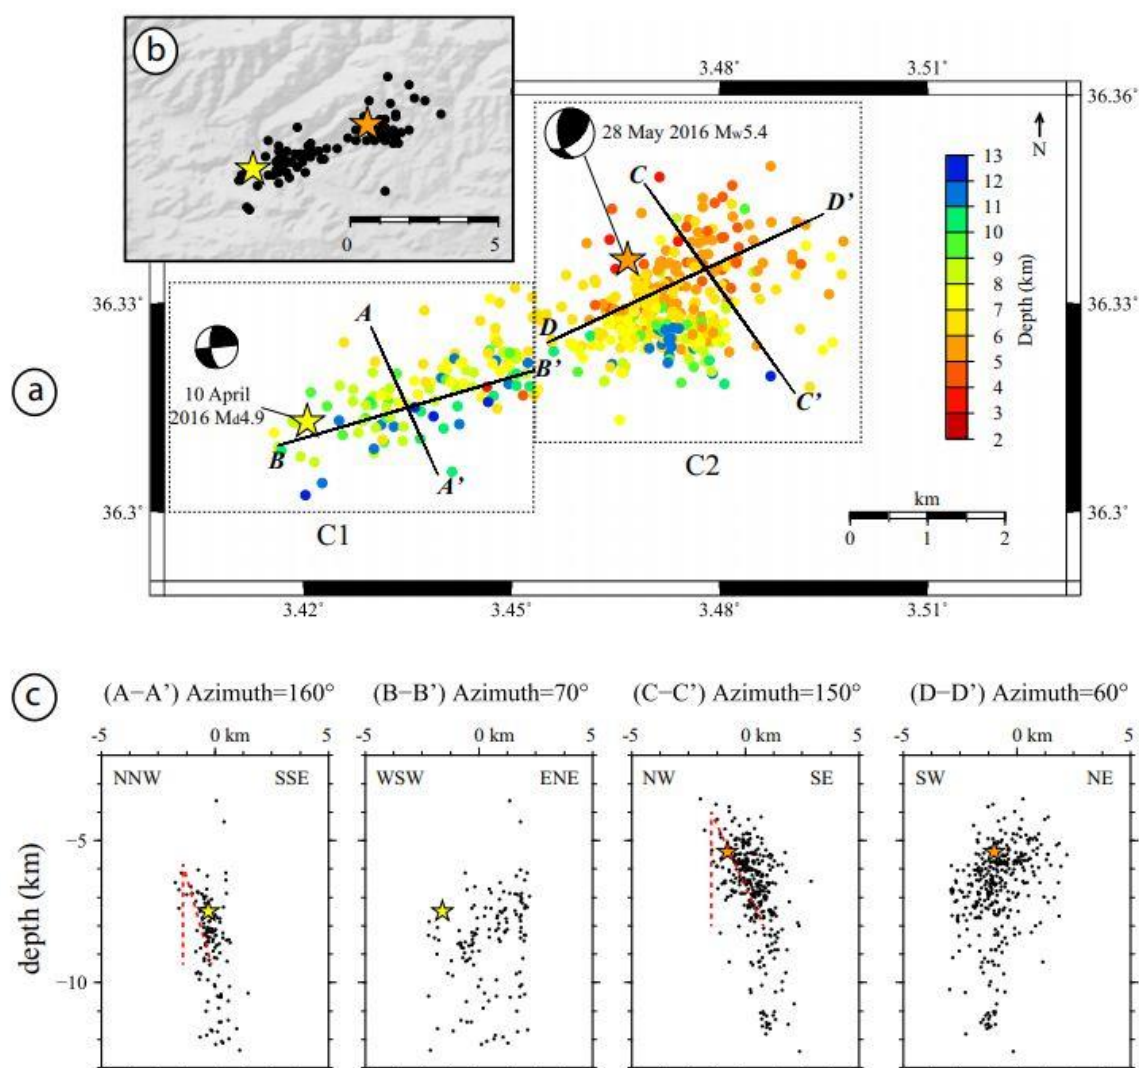 b
0 5
3.48° 3.51°
36.36°
28 May 2016 Mw5.4
N
C
D'
13
12
11
10
9
8
7
6
5
4
3
2
Depth (km)
36.33° 36.33°
A
D
B'
a
10 April
2016 Md4.9
C'
B
A'
C2
C1
km
0 1 2
36.3° 36.3°
3.42° 3.45° 3.48° 3.51°
c
(A−A') Azimuth=160° (B−B') Azimuth=70° (C−C') Azimuth=150° (D−D') Azimuth=60°
-5 0 km 5 -5 0 km 5 -5 0 km 5 -5 0 km 5
NNW SSE WSW ENE NW SE SW NE
−5 −5
depth (km)
−10 −10